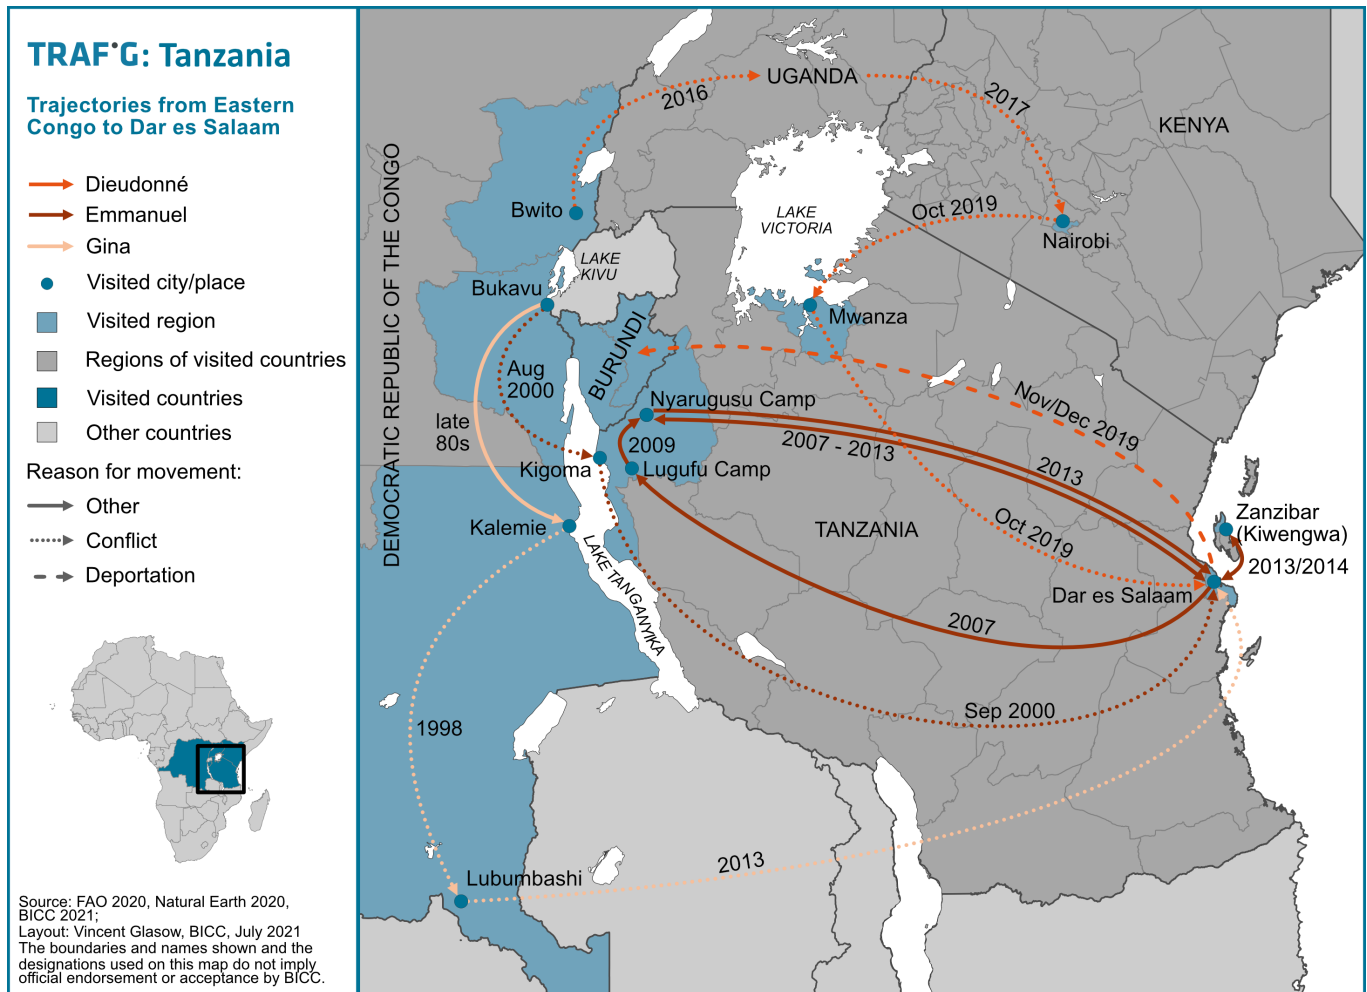 TRAFIG: Tanzania
Trajectories from Eastern
Congo to Dar es Salaam
Dieudonné
Emmanuel
Gina
Visited city/place
Visited region
Regions of visited countries
Visited countries
Other countries
Reason for movement:
Other
Conflict
Deportation
Source: FAO 2020, Natural Earth 2020,
BICC 2021;
Layout: Vincent Glasow, BICC, July 2021
The boundaries and names shown and the
designations used on this map do not imply
official endorsement or acceptance by BICC.
DEMOCRATIC REPUBLIC OF THE CONGO
UGANDA
2016
2017
KENYA
Bwito
LAKE
VICTORIA
Oct 2019
Nairobi
LAKE
KIVU
Bukavu
Mwanza
BURUNDI
Aug
2000
late
80s
Nyarugusu Camp
Nov/Dec 2019
2007 - 2013
2013
2009
Kigoma
Lugufu Camp
Kalemie
TANZANIA
Oct 2019
Zanzibar
(Kiwengwa)
2013/2014
LAKE TANGANYIKA
Dar es Salaam
2007
Sep 2000
1998
2013
Lubumbashi